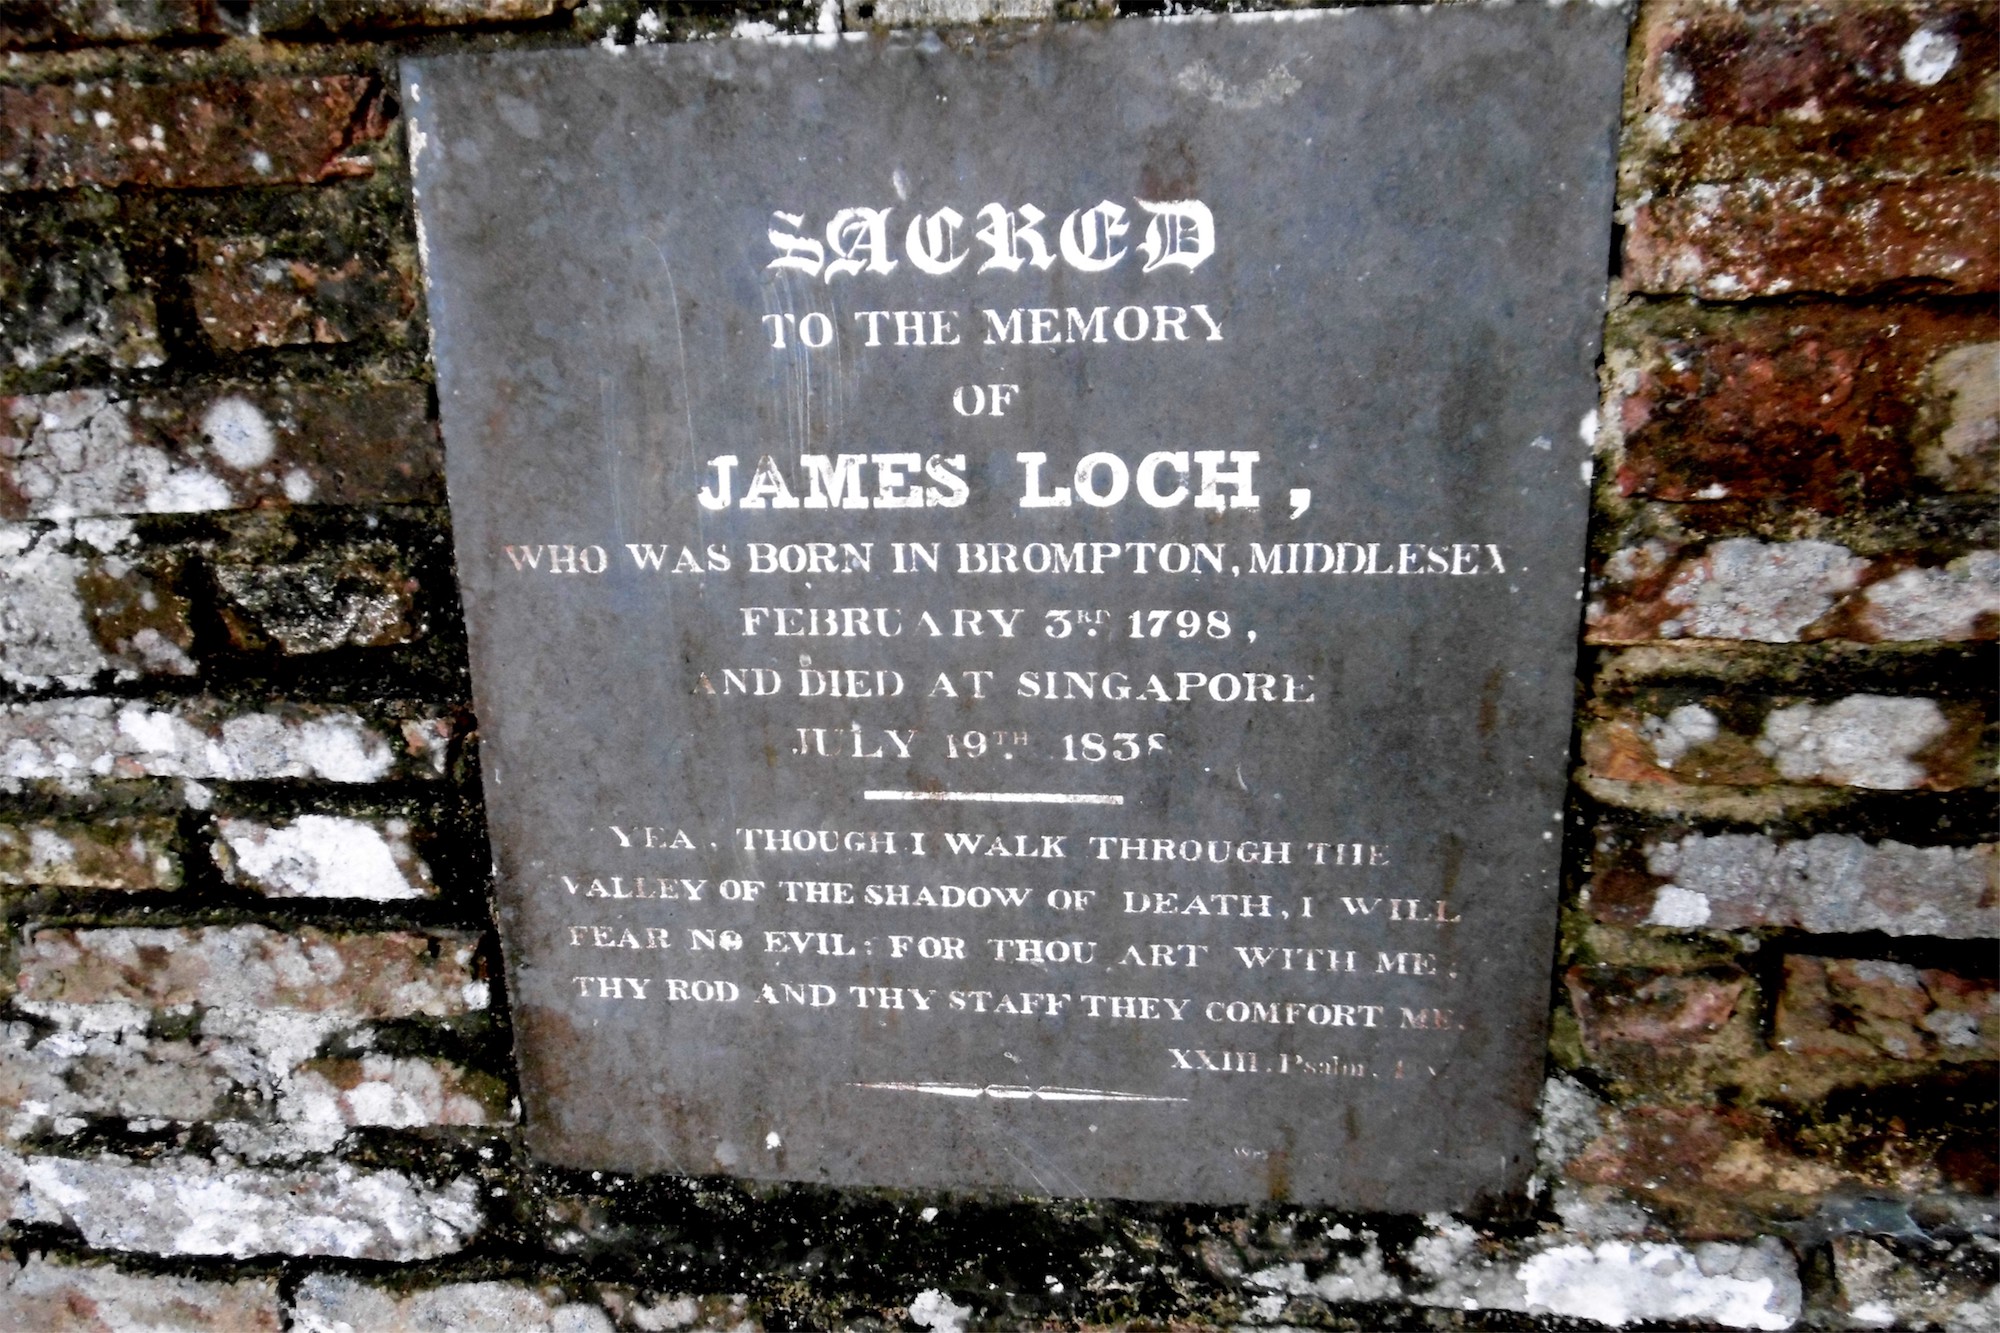 SACRED
TO THE MEMORY
OF
JAMES LOCH,
WHO WAS BORN IN BROMPTON, MIDDLESEX.
FEBRUARY 3RD. 1798,
AND DIED AT SINGAPORE
JULY 19TH. 1838
YEA, THOUGH I WALK THROUGH THE
VALLEY OF THE SHADOW OF DEATH, I WILL
FEAR NO EVIL: FOR THOU ART WITH ME;
THY ROD AND THY STAFF THEY COMFORT ME.
XXIII. Psalm.